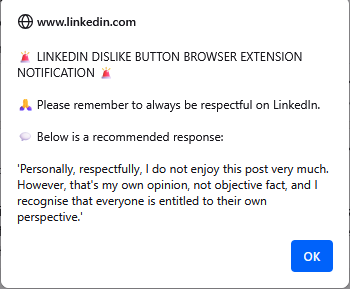 www.linkedin.com
🚨 LINKEDIN DISLIKE BUTTON BROWSER EXTENSION
NOTIFICATION 🚨
🙏 Please remember to always be respectful on LinkedIn.
💬 Below is a recommended response:
'Personally, respectfully, I do not enjoy this post very much.
However, that's my own opinion, not objective fact, and I
recognise that everyone is entitled to their own
perspective.'
OK